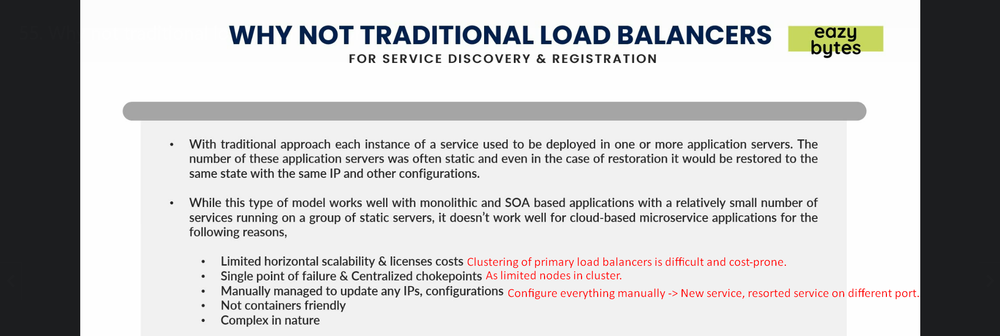 WHY NOT TRADITIONAL LOAD BALANCERS
eazy
bytes
FOR SERVICE DISCOVERY & REGISTRATION
• With traditional approach each instance of a service used to be deployed in one or more application servers. The
number of these application servers was often static and even in the case of restoration it would be restored to the
same state with the same IP and other configurations.
• While this type of model works well with monolithic and SOA based applications with a relatively small number of
services running on a group of static servers, it doesn’t work well for cloud-based microservice applications for the
following reasons,
• Limited horizontal scalability & licenses costs Clustering of primary load balancers is difficult and cost-prone.
• Single point of failure & Centralized chokepoints As limited nodes in cluster.
• Manually managed to update any IPs, configurations Configure everything manually -> New service, resorted service on different port.
• Not containers friendly
• Complex in nature